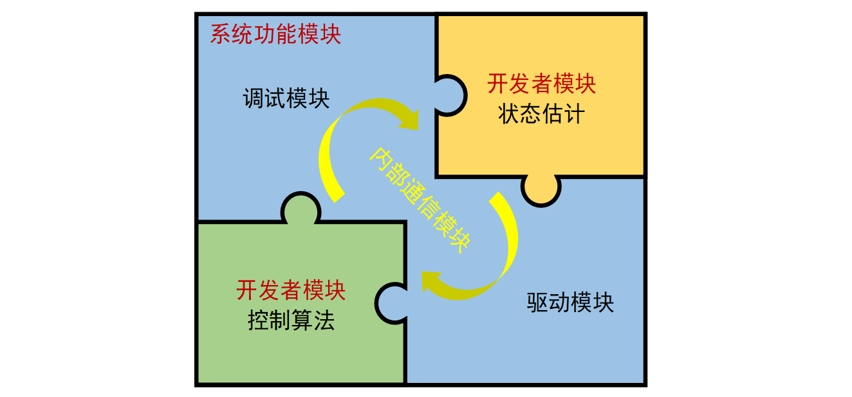 系统功能模块
调试模块
开发者模块
状态估计
内部通信模块
开发者模块
控制算法
驱动模块